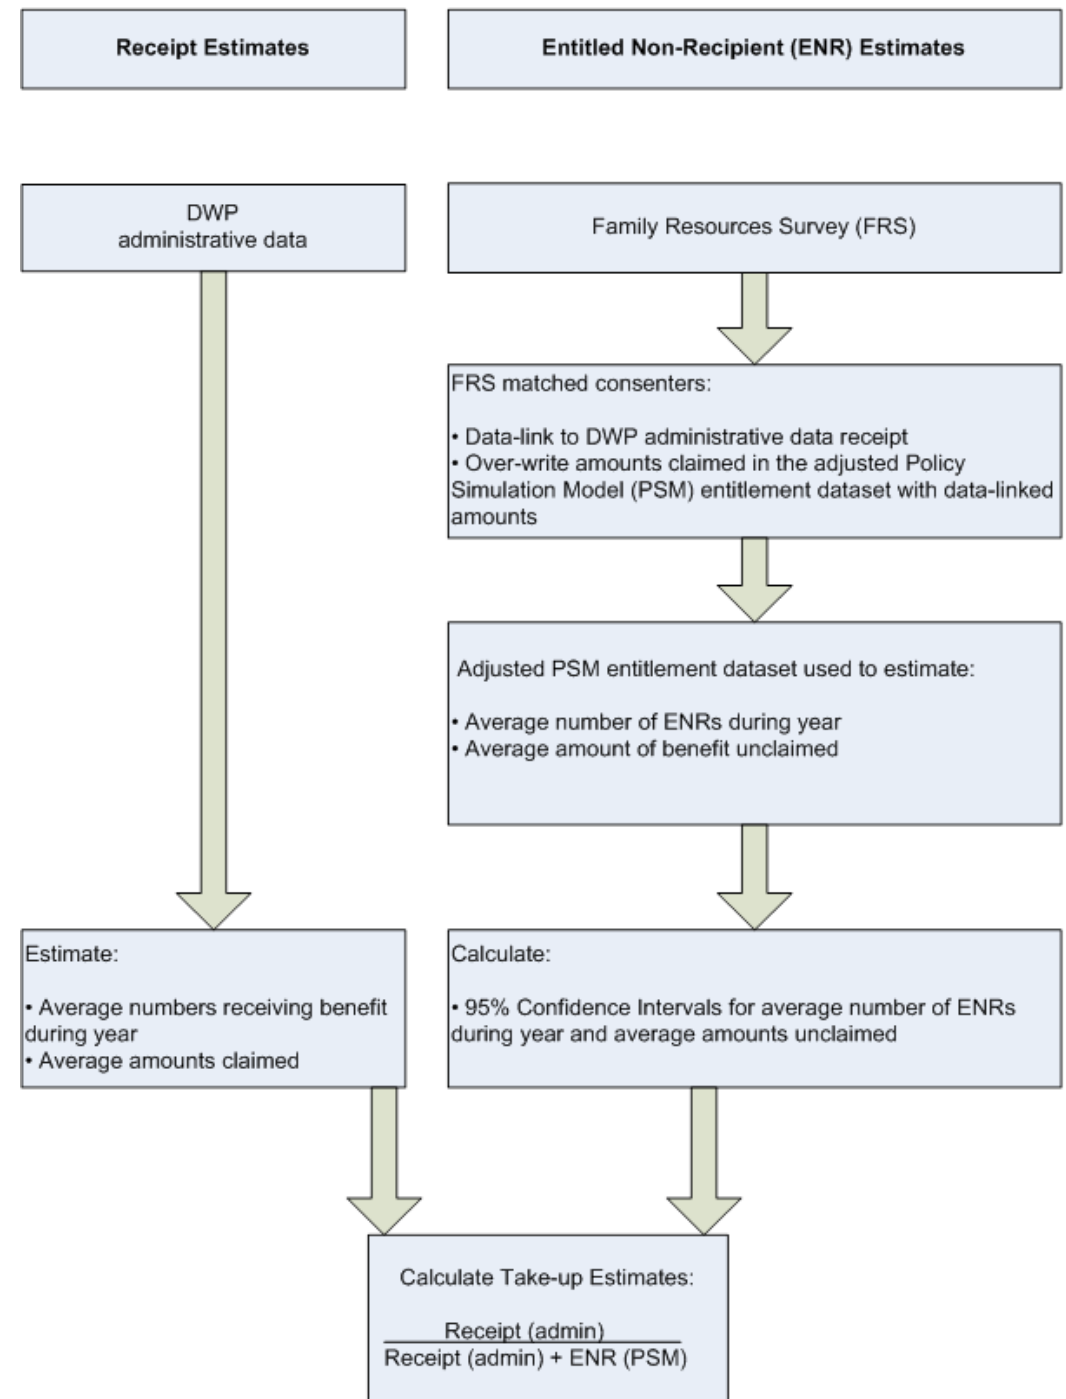 Receipt Estimates
Entitled Non-Recipient (ENR) Estimates
DWP
administrative data
Family Resources Survey (FRS)
FRS matched consenters:
• Data-link to DWP administrative data receipt
• Over-write amounts claimed in the adjusted Policy
Simulation Model (PSM) entitlement dataset with data-linked
amounts
Adjusted PSM entitlement dataset used to estimate:
• Average number of ENRs during year
• Average amount of benefit unclaimed
Estimate:
• Average numbers receiving benefit
during year
• Average amounts claimed
Calculate:
• 95% Confidence Intervals for average number of ENRs
during year and average amounts unclaimed
Calculate Take-up Estimates:
Receipt (admin)
Receipt (admin) + ENR (PSM)